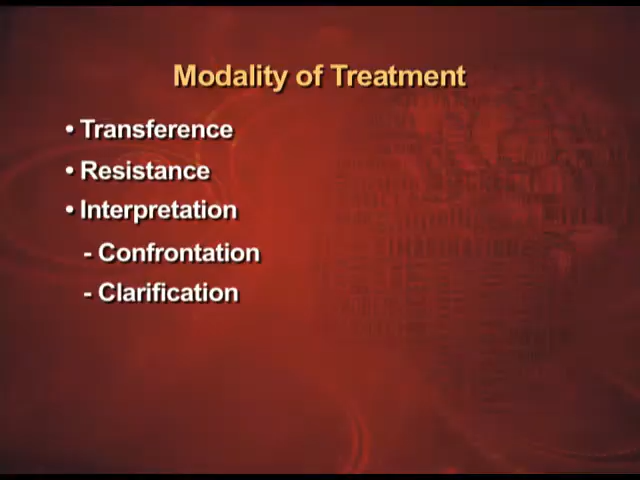 Modality of Treatment
• Transference
• Resistance
• Interpretation
- Confrontation
- Clarification